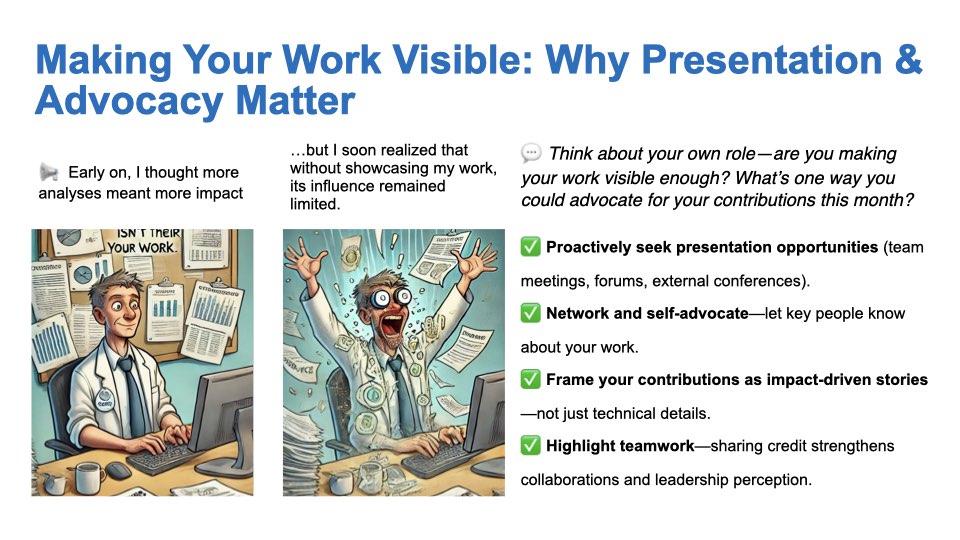 Making Your Work Visible: Why Presentation &
Advocacy Matter
📢 Early on, I thought more
analyses meant more impact
…but I soon realized that
without showcasing my work,
its influence remained
limited.
💬 Think about your own role—are you making
your work visible enough? What's one way you
could advocate for your contributions this month?
✅ Proactively seek presentation opportunities (team
meetings, forums, external conferences).
✅ Network and self-advocate—let key people know
about your work.
✅ Frame your contributions as impact-driven stories
—not just technical details.
✅ Highlight teamwork—sharing credit strengthens
collaborations and leadership perception.
ISN'T THEIR
YOUR WORK.